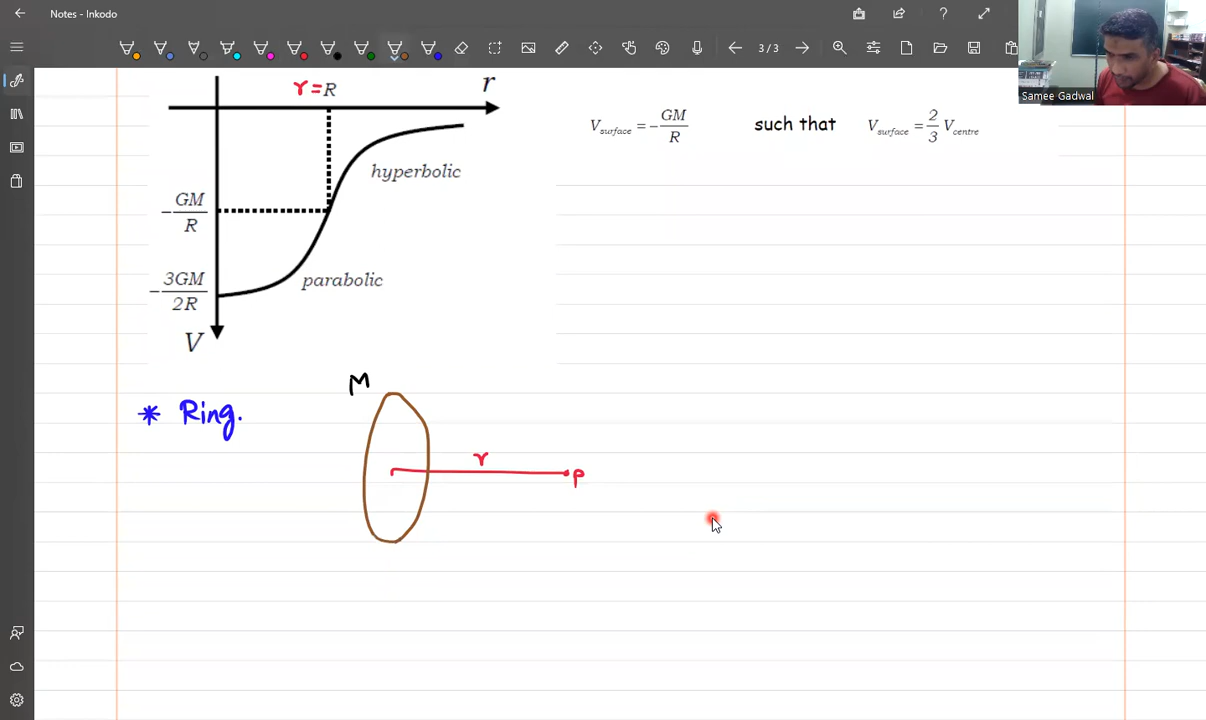 Notes - Inkodo
3 / 3
Samee Gadwal
r = R
r
V_surface = -GM/R such that V_surface = 2/3 V_centre
hyperbolic
-GM/R
parabolic
-3GM/2R
V
M
* Ring.
r
P